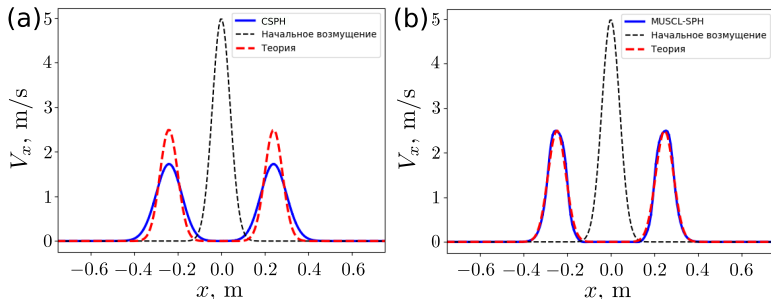 (a)
CSPH
Начальное возмущение
Теория
5
4
3
2
1
0
V_x, m/s
−0.6 −0.4 −0.2 0.0 0.2 0.4 0.6
x, m
(b)
MUSCL-SPH
Начальное возмущение
Теория
5
4
3
2
1
0
V_x, m/s
−0.6 −0.4 −0.2 0.0 0.2 0.4 0.6
x, m